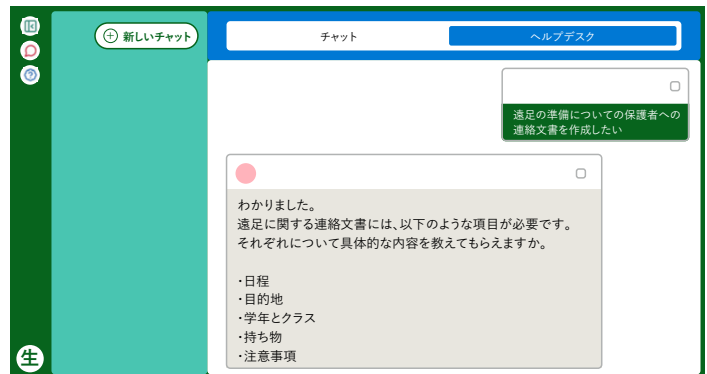 新しいチャット
チャット
ヘルプデスク
遠足の準備についての保護者への
連絡文書を作成したい
わかりました。
遠足に関する連絡文書には、以下のような項目が必要です。
それぞれについて具体的な内容を教えてもらえますか。
・日程
・目的地
・学年とクラス
・持ち物
・注意事項
生